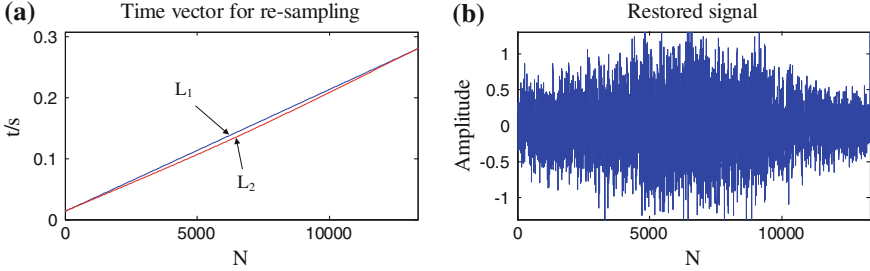 (a) Time vector for re-sampling
0.3
0.2
0.1
0
t/s
L1
L2
0 5000 10000
N
(b) Restored signal
1
0.5
0
-0.5
-1
Amplitude
0 5000 10000
N